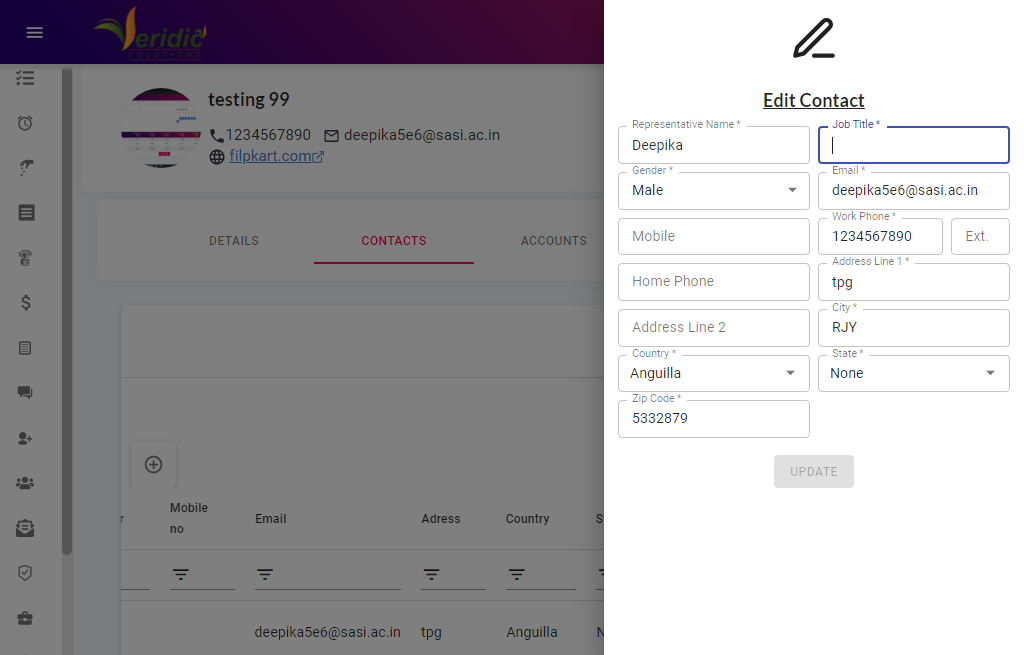 Veridic
SOLUTIONS
testing 99
1234567890 deepika5e6@sasi.ac.in
filpkart.com
DETAILS CONTACTS ACCOUNTS
Mobile no Email Adress Country
deepika5e6@sasi.ac.in tpg Anguilla
Edit Contact
Representative Name * Job Title *
Deepika
Gender * Email *
Male deepika5e6@sasi.ac.in
Work Phone *
Mobile 1234567890 Ext.
Address Line 1 *
Home Phone tpg
City *
Address Line 2 RJY
Country * State *
Anguilla None
Zip Code *
5332879
UPDATE